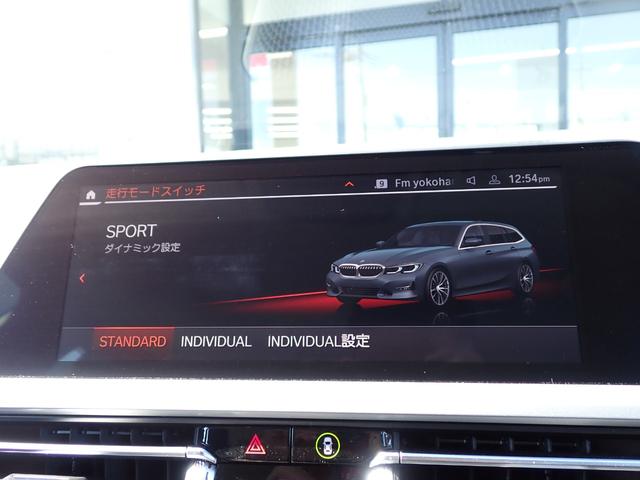 走行モードスイッチ
9 Fm yokoha 12:54pm
SPORT
ダイナミック設定
STANDARD INDIVIDUAL INDIVIDUAL設定